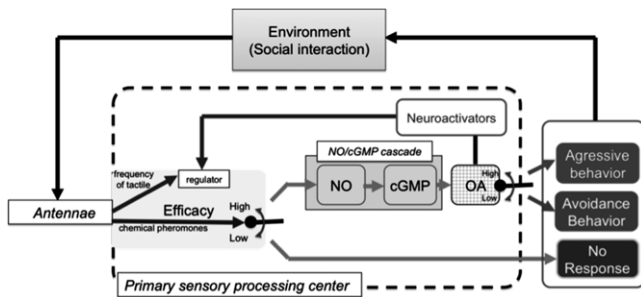 Environment
(Social interaction)
Neuroactivators
NO/cGMP cascade
frequency
of tactile
regulator
Antennae
Efficacy
chemical pheromones
High
Low
NO
cGMP
OA
High
Low
Agressive
behavior
Avoidance
Behavior
No
Response
Primary sensory processing center